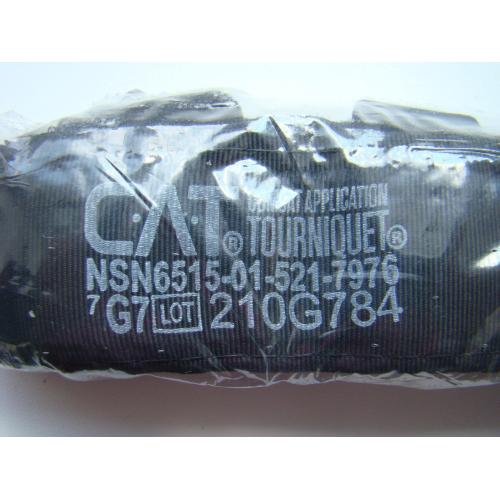 C·A·T® COMBAT APPLICATION
TOURNIQUET®
NSN6515-01-521-7976
7 G7 LOT 210G784